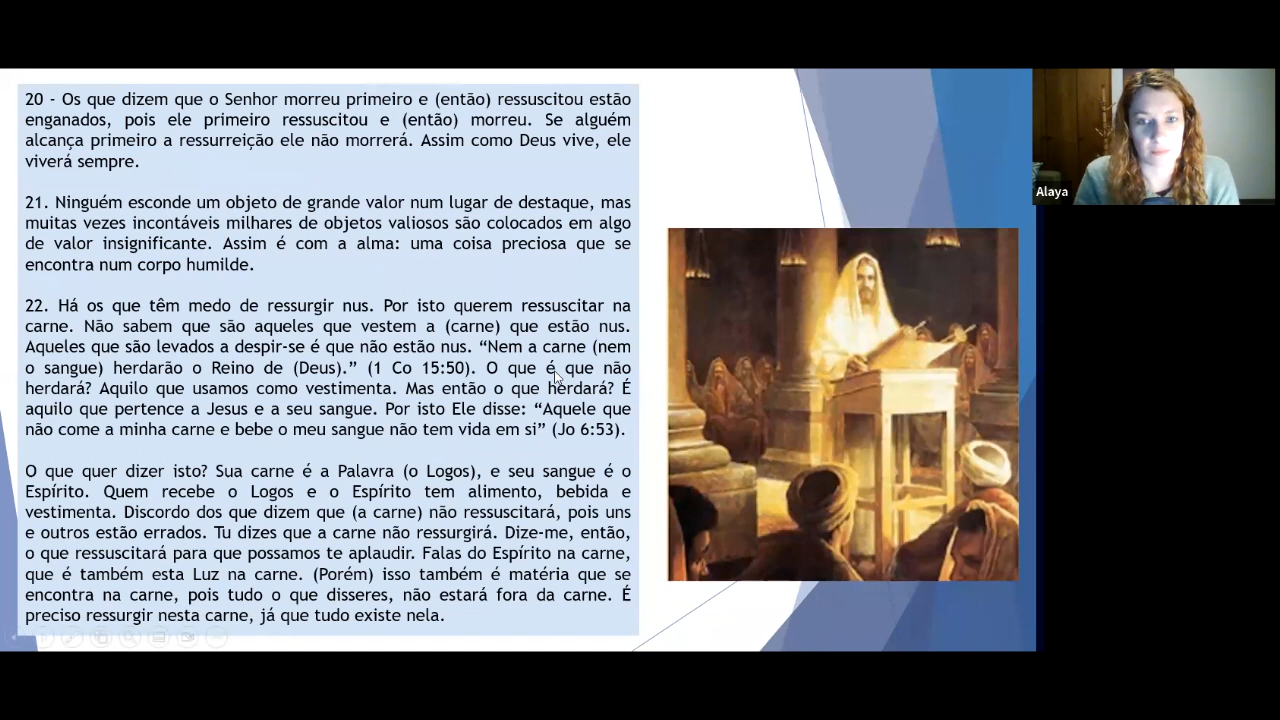 20 - Os que dizem que o Senhor morreu primeiro e (então) ressuscitou estão
enganados, pois ele primeiro ressuscitou e (então) morreu. Se alguém
alcança primeiro a ressurreição ele não morrerá. Assim como Deus vive, ele
viverá sempre.
21. Ninguém esconde um objeto de grande valor num lugar de destaque, mas
muitas vezes incontáveis milhares de objetos valiosos são colocados em algo
de valor insignificante. Assim é com a alma: uma coisa preciosa que se
encontra num corpo humilde.
22. Há os que têm medo de ressurgir nus. Por isto querem ressuscitar na
carne. Não sabem que são aqueles que vestem a (carne) que estão nus.
Aqueles que são levados a despir-se é que não estão nus. “Nem a carne (nem
o sangue) herdarão o Reino de (Deus).” (1 Co 15:50). O que é que não
herdará? Aquilo que usamos como vestimenta. Mas então o que herdará? É
aquilo que pertence a Jesus e a seu sangue. Por isto Ele disse: “Aquele que
não come a minha carne e bebe o meu sangue não tem vida em si” (Jo 6:53).
O que quer dizer isto? Sua carne é a Palavra (o Logos), e seu sangue é o
Espírito. Quem recebe o Logos e o Espírito tem alimento, bebida e
vestimenta. Discordo dos que dizem que (a carne) não ressuscitará, pois uns
e outros estão errados. Tu dizes que a carne não ressurgirá. Dize-me, então,
o que ressuscitará para que possamos te aplaudir. Falas do Espírito na carne,
que é também esta Luz na carne. (Porém) isso também é matéria que se
encontra na carne, pois tudo o que disseres, não estará fora da carne. É
preciso ressurgir nesta carne, já que tudo existe nela.
Alaya